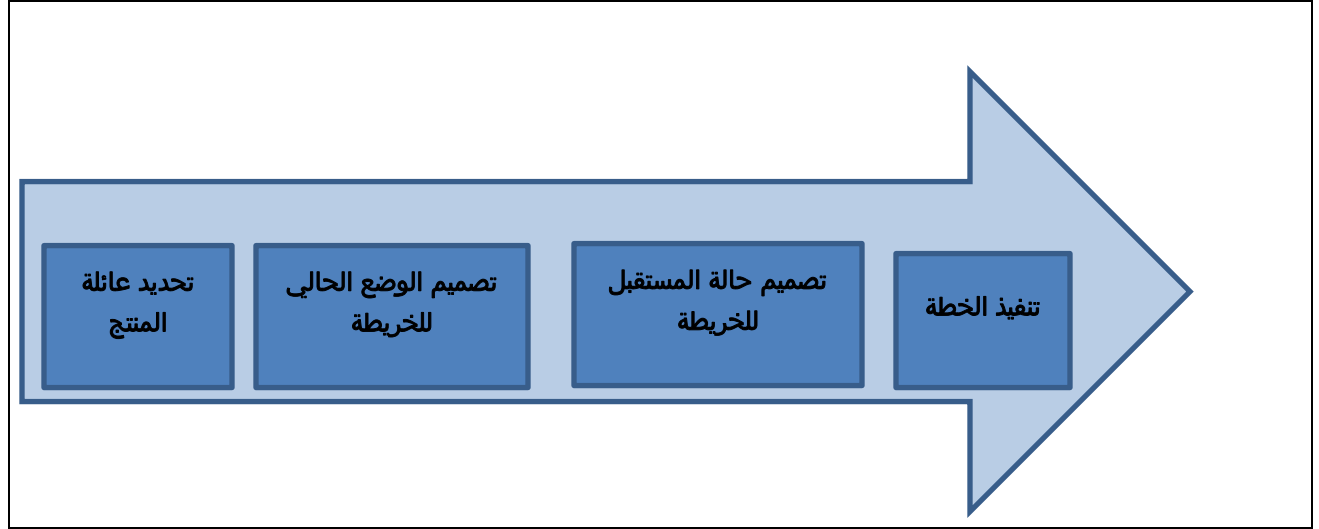 تحديد عائلة
المنتج
تصميم الوضع الحالي
للخريطة
تصميم حالة المستقبل
للخريطة
تنفيذ الخطة